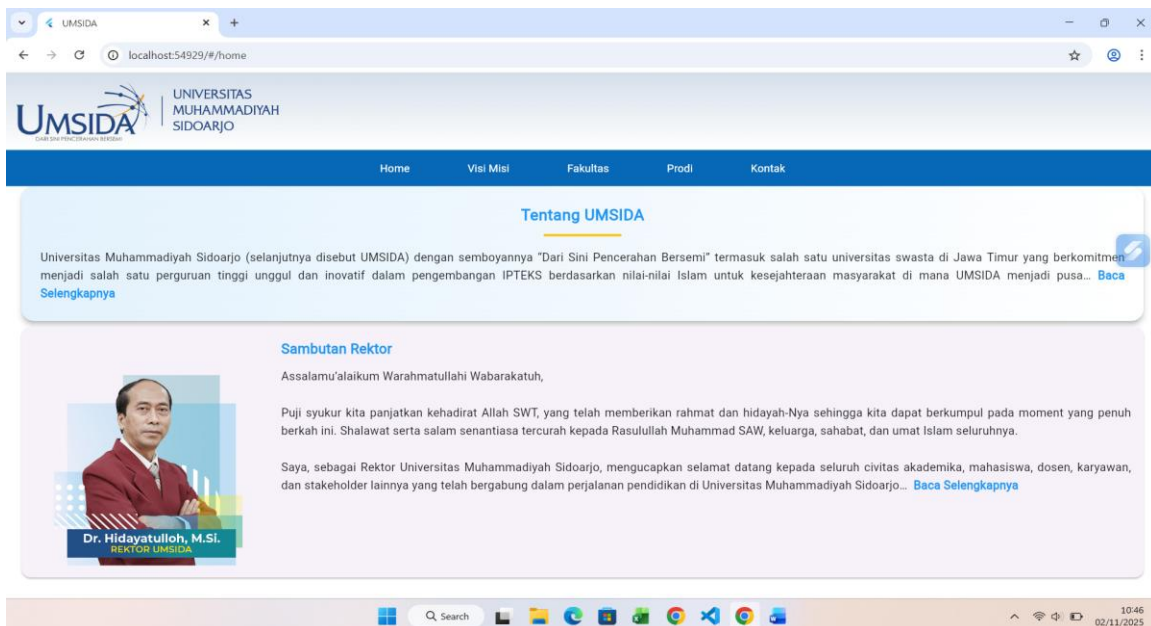 UMSIDA
localhost:54929/#/home
UMSIDA
DARI SINI PENCERAHAN BERSEMI
UNIVERSITAS
MUHAMMADIYAH
SIDOARJO
Home Visi Misi Fakultas Prodi Kontak
Tentang UMSIDA
Universitas Muhammadiyah Sidoarjo (selanjutnya disebut UMSIDA) dengan semboyannya "Dari Sini Pencerahan Bersemi" termasuk salah satu universitas swasta di Jawa Timur yang berkomitmen
menjadi salah satu perguruan tinggi unggul dan inovatif dalam pengembangan IPTEKS berdasarkan nilai-nilai Islam untuk kesejahteraan masyarakat di mana UMSIDA menjadi pusa... Baca
Selengkapnya
Sambutan Rektor
Assalamu'alaikum Warahmatullahi Wabarakatuh,
Puji syukur kita panjatkan kehadirat Allah SWT, yang telah memberikan rahmat dan hidayah-Nya sehingga kita dapat berkumpul pada moment yang penuh
berkah ini. Shalawat serta salam senantiasa tercurah kepada Rasulullah Muhammad SAW, keluarga, sahabat, dan umat Islam seluruhnya.
Saya, sebagai Rektor Universitas Muhammadiyah Sidoarjo, mengucapkan selamat datang kepada seluruh civitas akademika, mahasiswa, dosen, karyawan,
dan stakeholder lainnya yang telah bergabung dalam perjalanan pendidikan di Universitas Muhammadiyah Sidoarjo... Baca Selengkapnya
Dr. Hidayatulloh, M.Si.
REKTOR UMSIDA
Search
10:46
02/11/2025